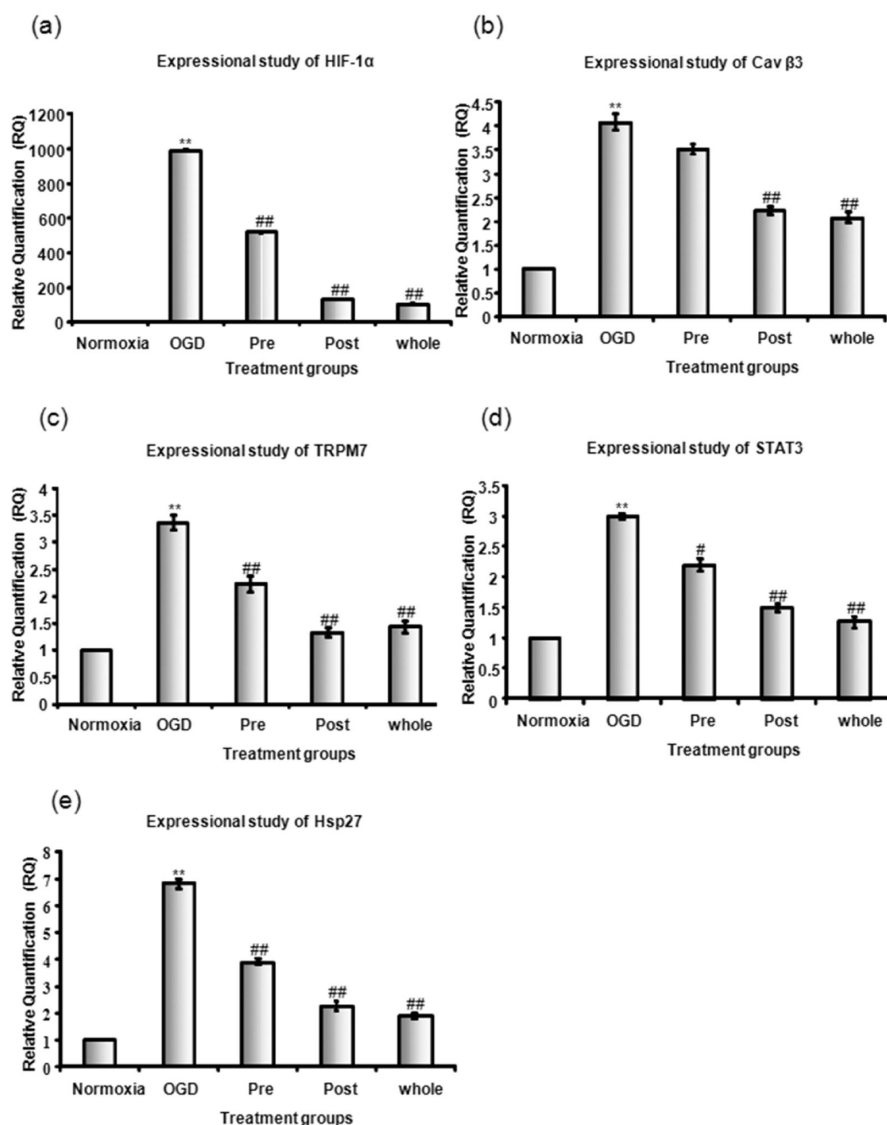 (a)
Expressional study of HIF-1α
Relative Quantification (RQ)
1200
1000
800
600
400
200
0
**
##
##
##
Normoxia OGD Pre Post whole
Treatment groups
(b)
Expressional study of Cav β3
Relative Quantification (RQ)
4.5
4
3.5
3
2.5
2
1.5
1
0.5
0
**
##
##
Normoxia OGD Pre Post whole
Treatment groups
(c)
Expressional study of TRPM7
Relative Quantification (RQ)
4
3.5
3
2.5
2
1.5
1
0.5
0
**
##
##
##
Normoxia OGD Pre Post whole
Treatment groups
(d)
Expressional study of STAT3
Relative Quantification (RQ)
3.5
3
2.5
2
1.5
1
0.5
0
**
#
##
##
Normoxia OGD Pre Post whole
Treatment groups
(e)
Expressional study of Hsp27
Relative Quantification (RQ)
8
7
6
5
4
3
2
1
0
**
##
##
##
Normoxia OGD Pre Post whole
Treatment groups